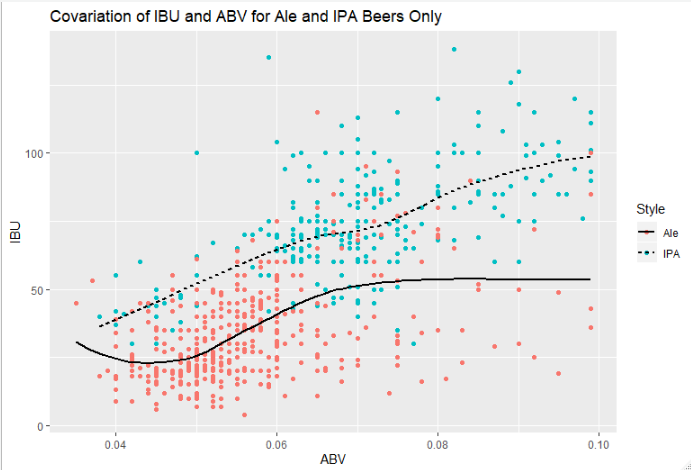 Covariation of IBU and ABV for Ale and IPA Beers Only
100
50
0
IBU
0.04 0.06 0.08 0.10
ABV
Style
Ale
IPA